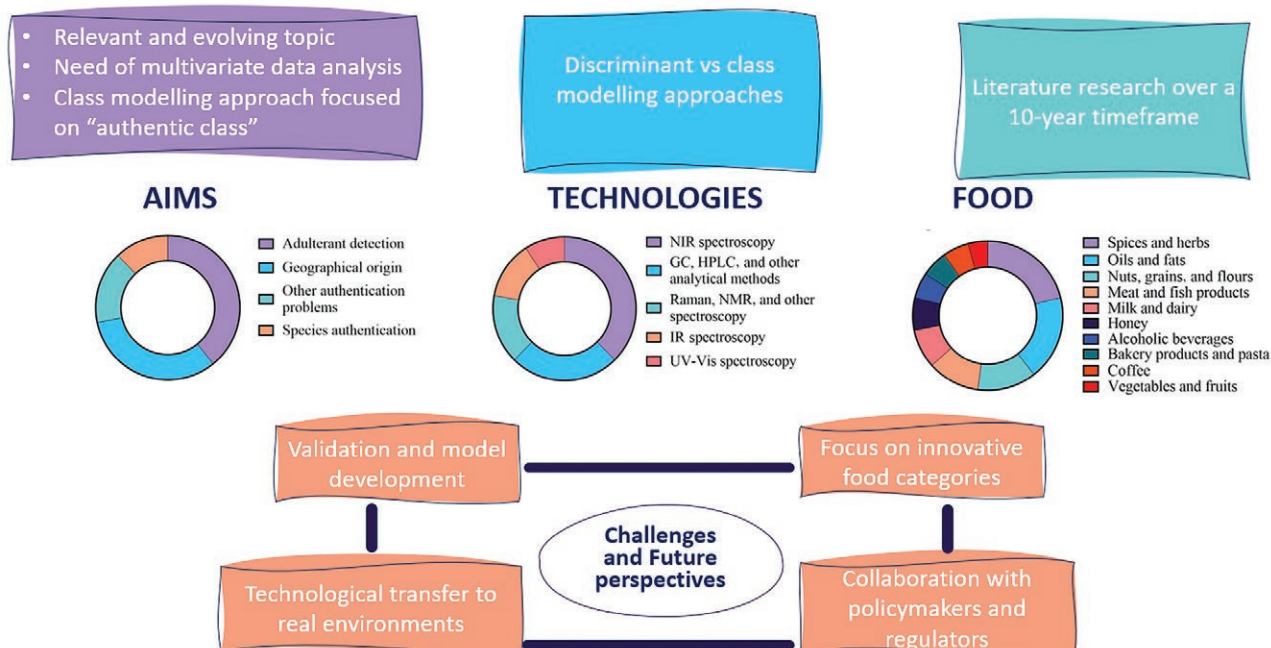 • Relevant and evolving topic
• Need of multivariate data analysis
• Class modelling approach focused
on “authentic class”
Discriminant vs class
modelling approaches
Literature research over a
10-year timeframe
AIMS
Adulterant detection
Geographical origin
Other authentication
problems
Species authentication
TECHNOLOGIES
NIR spectroscopy
GC, HPLC, and other
analytical methods
Raman, NMR, and other
spectroscopy
IR spectroscopy
UV-Vis spectroscopy
FOOD
Spices and herbs
Oils and fats
Nuts, grains, and flours
Meat and fish products
Milk and dairy
Honey
Alcoholic beverages
Bakery products and pasta
Coffee
Vegetables and fruits
Validation and model
development
Focus on innovative
food categories
Challenges
and Future
perspectives
Technological transfer to
real environments
Collaboration with
policymakers and
regulators